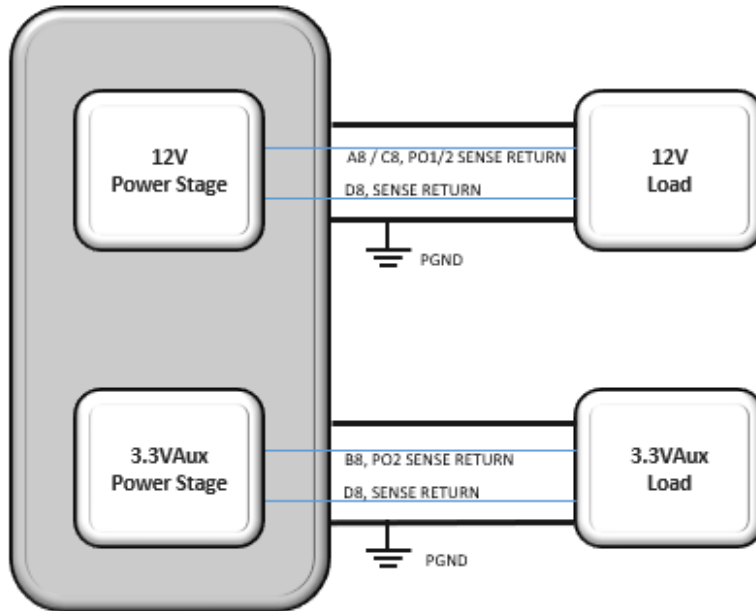 12V
Power Stage
A8 / C8, PO1/2 SENSE RETURN
D8, SENSE RETURN
PGND
12V
Load
3.3VAux
Power Stage
B8, PO2 SENSE RETURN
D8, SENSE RETURN
PGND
3.3VAux
Load